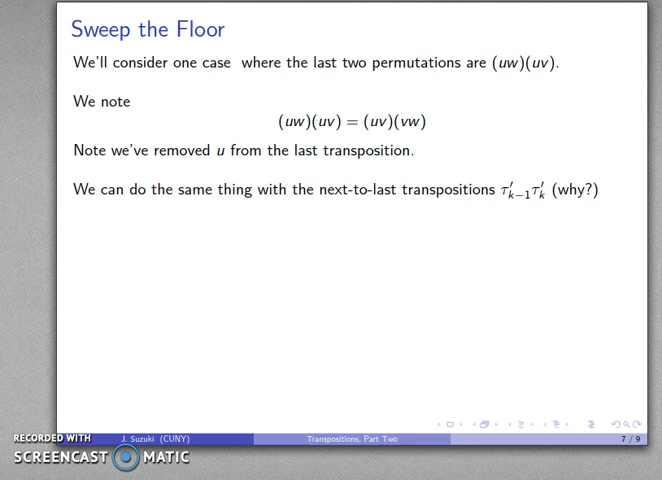 Sweep the Floor
We'll consider one case where the last two permutations are (uw)(uv).
We note
(uw)(uv) = (uv)(vw)
Note we've removed u from the last transposition.
We can do the same thing with the next-to-last transpositions τ′ₖ₋₁τ′ₖ (why?)
RECORDED WITH
J. Suzuki (CUNY) Transpositions, Part Two 7 / 9
SCREENCAST MATIC